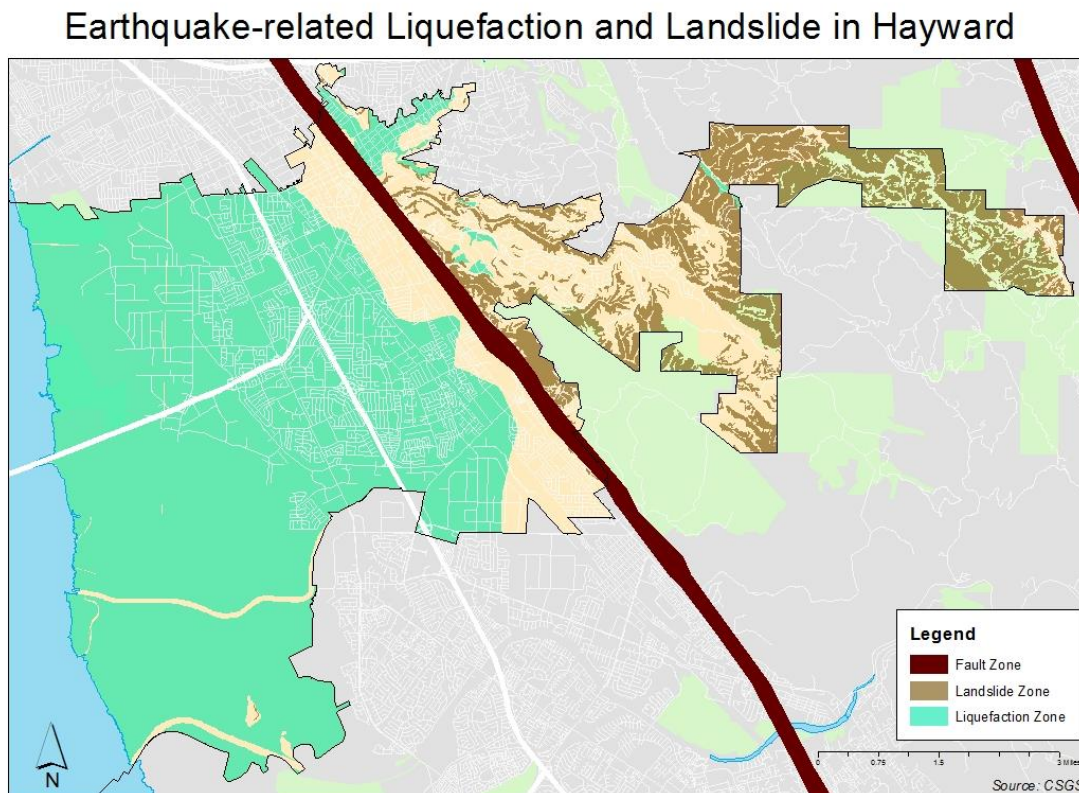 Earthquake-related Liquefaction and Landslide in Hayward
Legend
Fault Zone
Landslide Zone
Liquefaction Zone
N
0 0.75 1.5 3 Miles
Source: CSGS